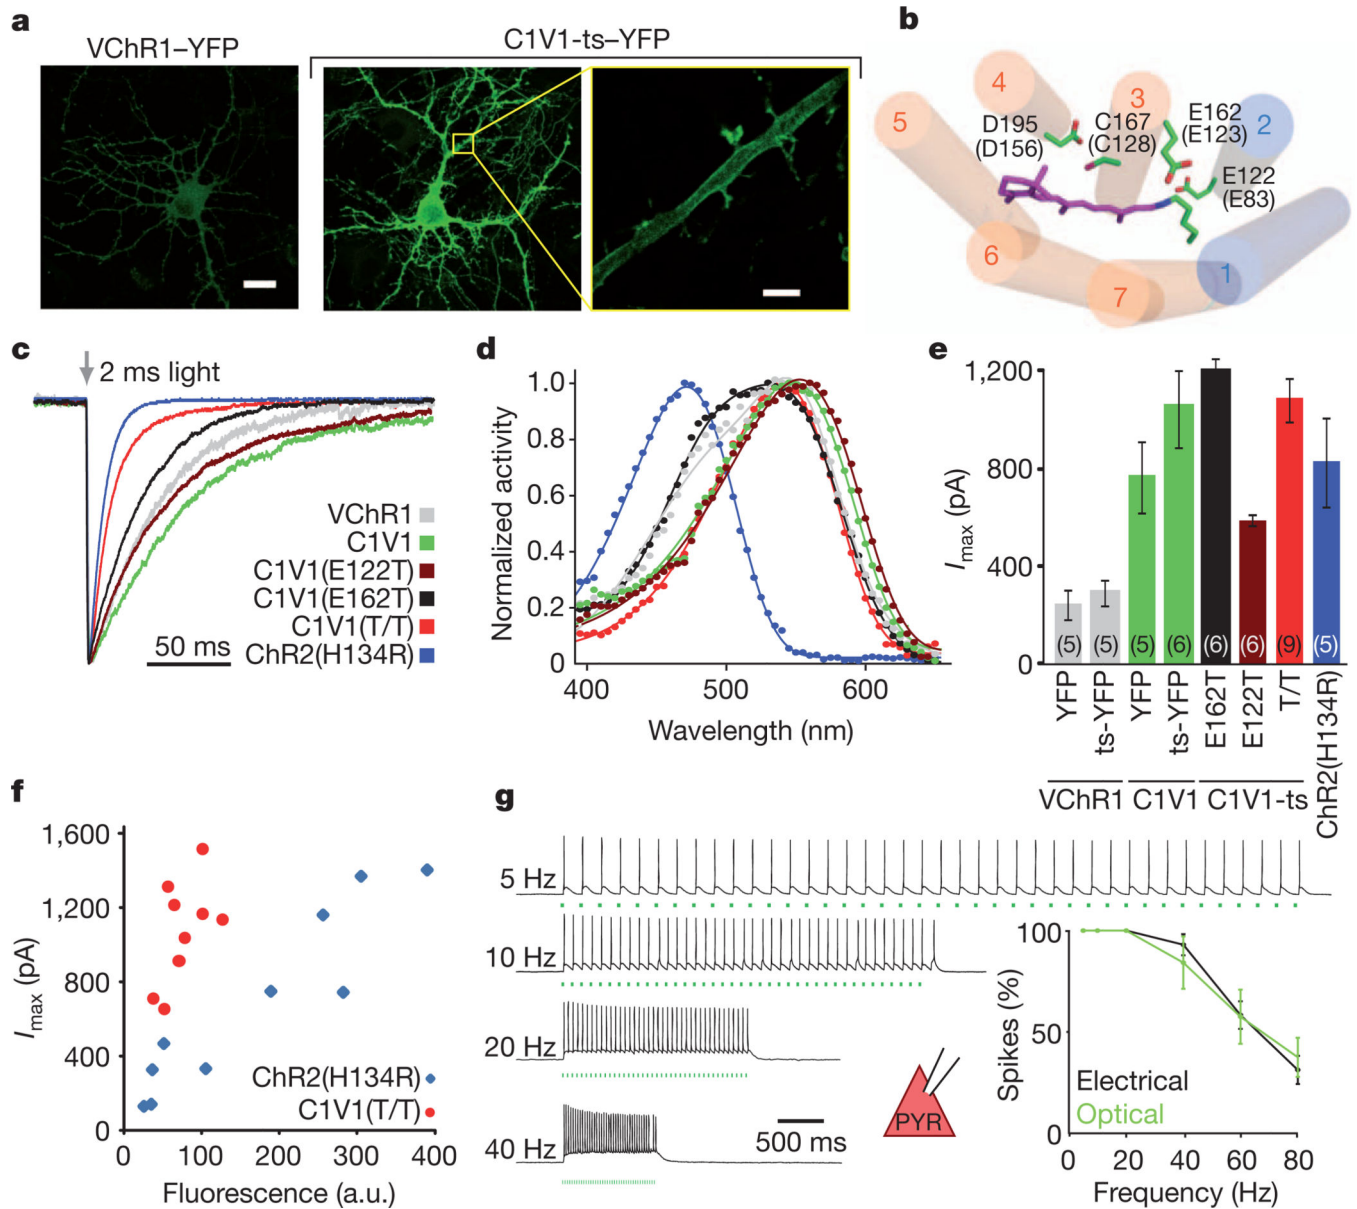 a
VChR1–YFP
C1V1-ts–YFP
b
4
5
3
2
6
7
1
D195
(D156)
C167
(C128)
E162
(E123)
E122
(E83)
c
2 ms light
VChR1
C1V1
C1V1(E122T)
C1V1(E162T)
C1V1(T/T)
ChR2(H134R)
50 ms
d
Normalized activity
1.0
0.8
0.6
0.4
0.2
0
400
500
600
Wavelength (nm)
e
Imax (pA)
1,200
800
400
0
(5)
(5)
(5)
(6)
(6)
(6)
(9)
(5)
YFP
ts-YFP
YFP
ts-YFP
E162T
E122T
T/T
ChR2(H134R)
VChR1
C1V1
C1V1-ts
f
Imax (pA)
1,600
1,200
800
400
0
ChR2(H134R)
C1V1(T/T)
0
100
200
300
400
Fluorescence (a.u.)
g
5 Hz
10 Hz
20 Hz
40 Hz
500 ms
PYR
Spikes (%)
100
50
0
Electrical
Optical
0
20
40
60
80
Frequency (Hz)